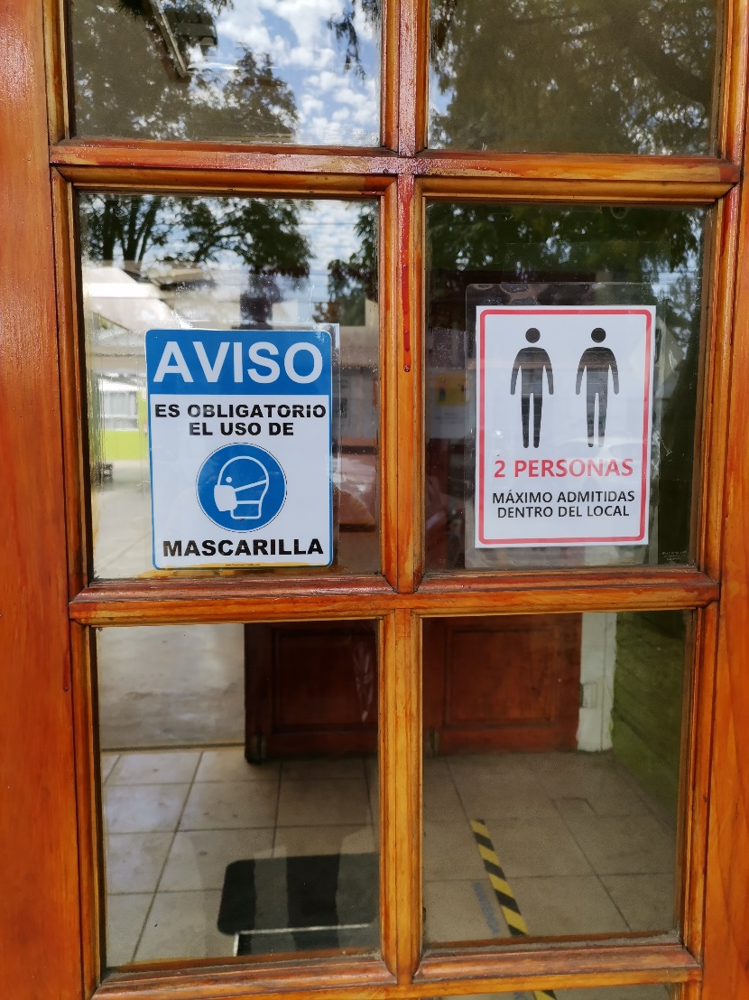 AVISO
ES OBLIGATORIO
EL USO DE
MASCARILLA
2 PERSONAS
MÁXIMO ADMITIDAS
DENTRO DEL LOCAL